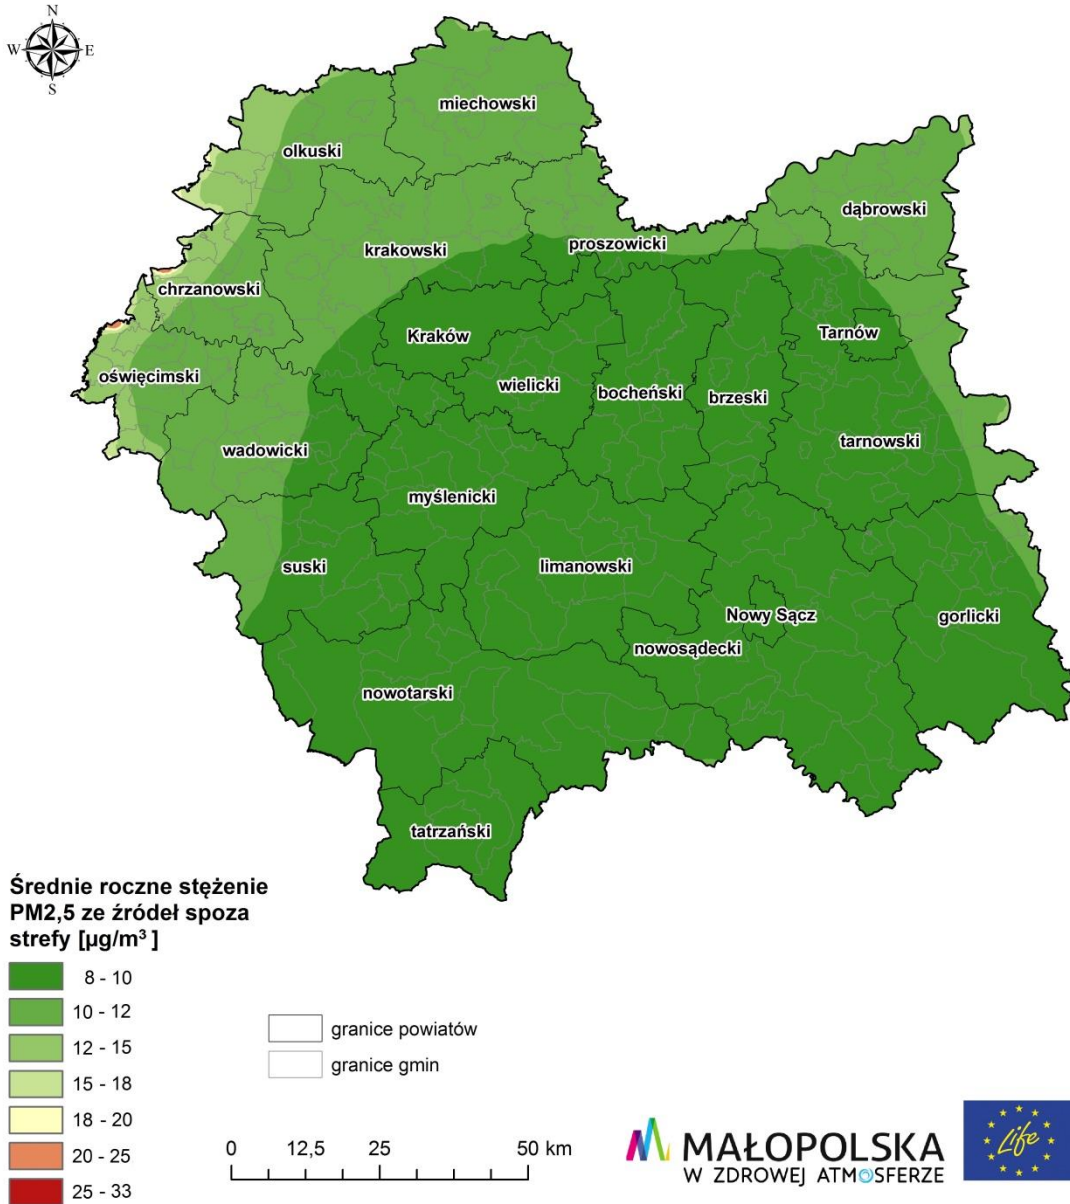 N
W E
S
miechowski
olkuski
dąbrowski
krakowski
proszowicki
chrzanowski
Kraków
Tarnów
oświęcimski
wielicki
bocheński
brzeski
wadowicki
tarnowski
myślenicki
suski
limanowski
Nowy Sącz
gorlicki
nowosądecki
nowotarski
tatrzański
Średnie roczne stężenie
PM2,5 ze źródeł spoza
strefy [µg/m³ ]
8 - 10
10 - 12
12 - 15
15 - 18
18 - 20
20 - 25
25 - 33
granice powiatów
granice gmin
0 12,5 25 50 km
MAŁOPOLSKA
W ZDROWEJ ATMOSFERZE
Life